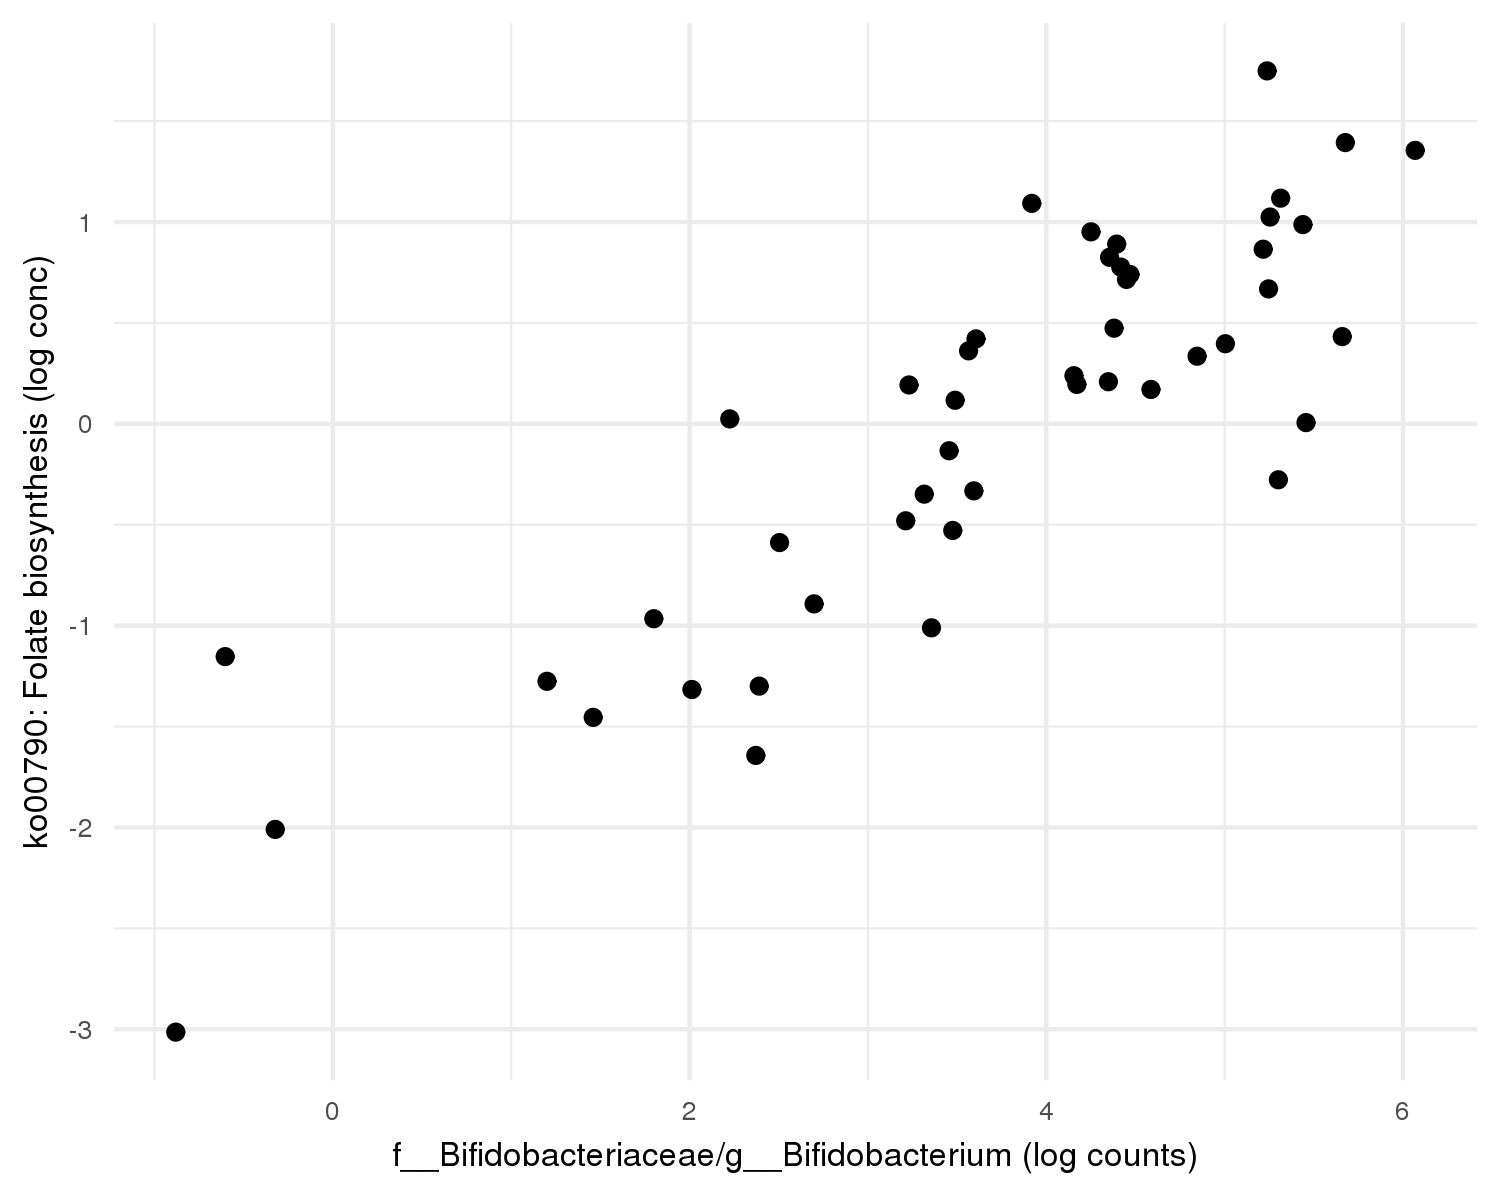 ko00790: Folate biosynthesis (log conc)
1
0
-1
-2
-3
0 2 4 6
f__Bifidobacteriaceae/g__Bifidobacterium (log counts)